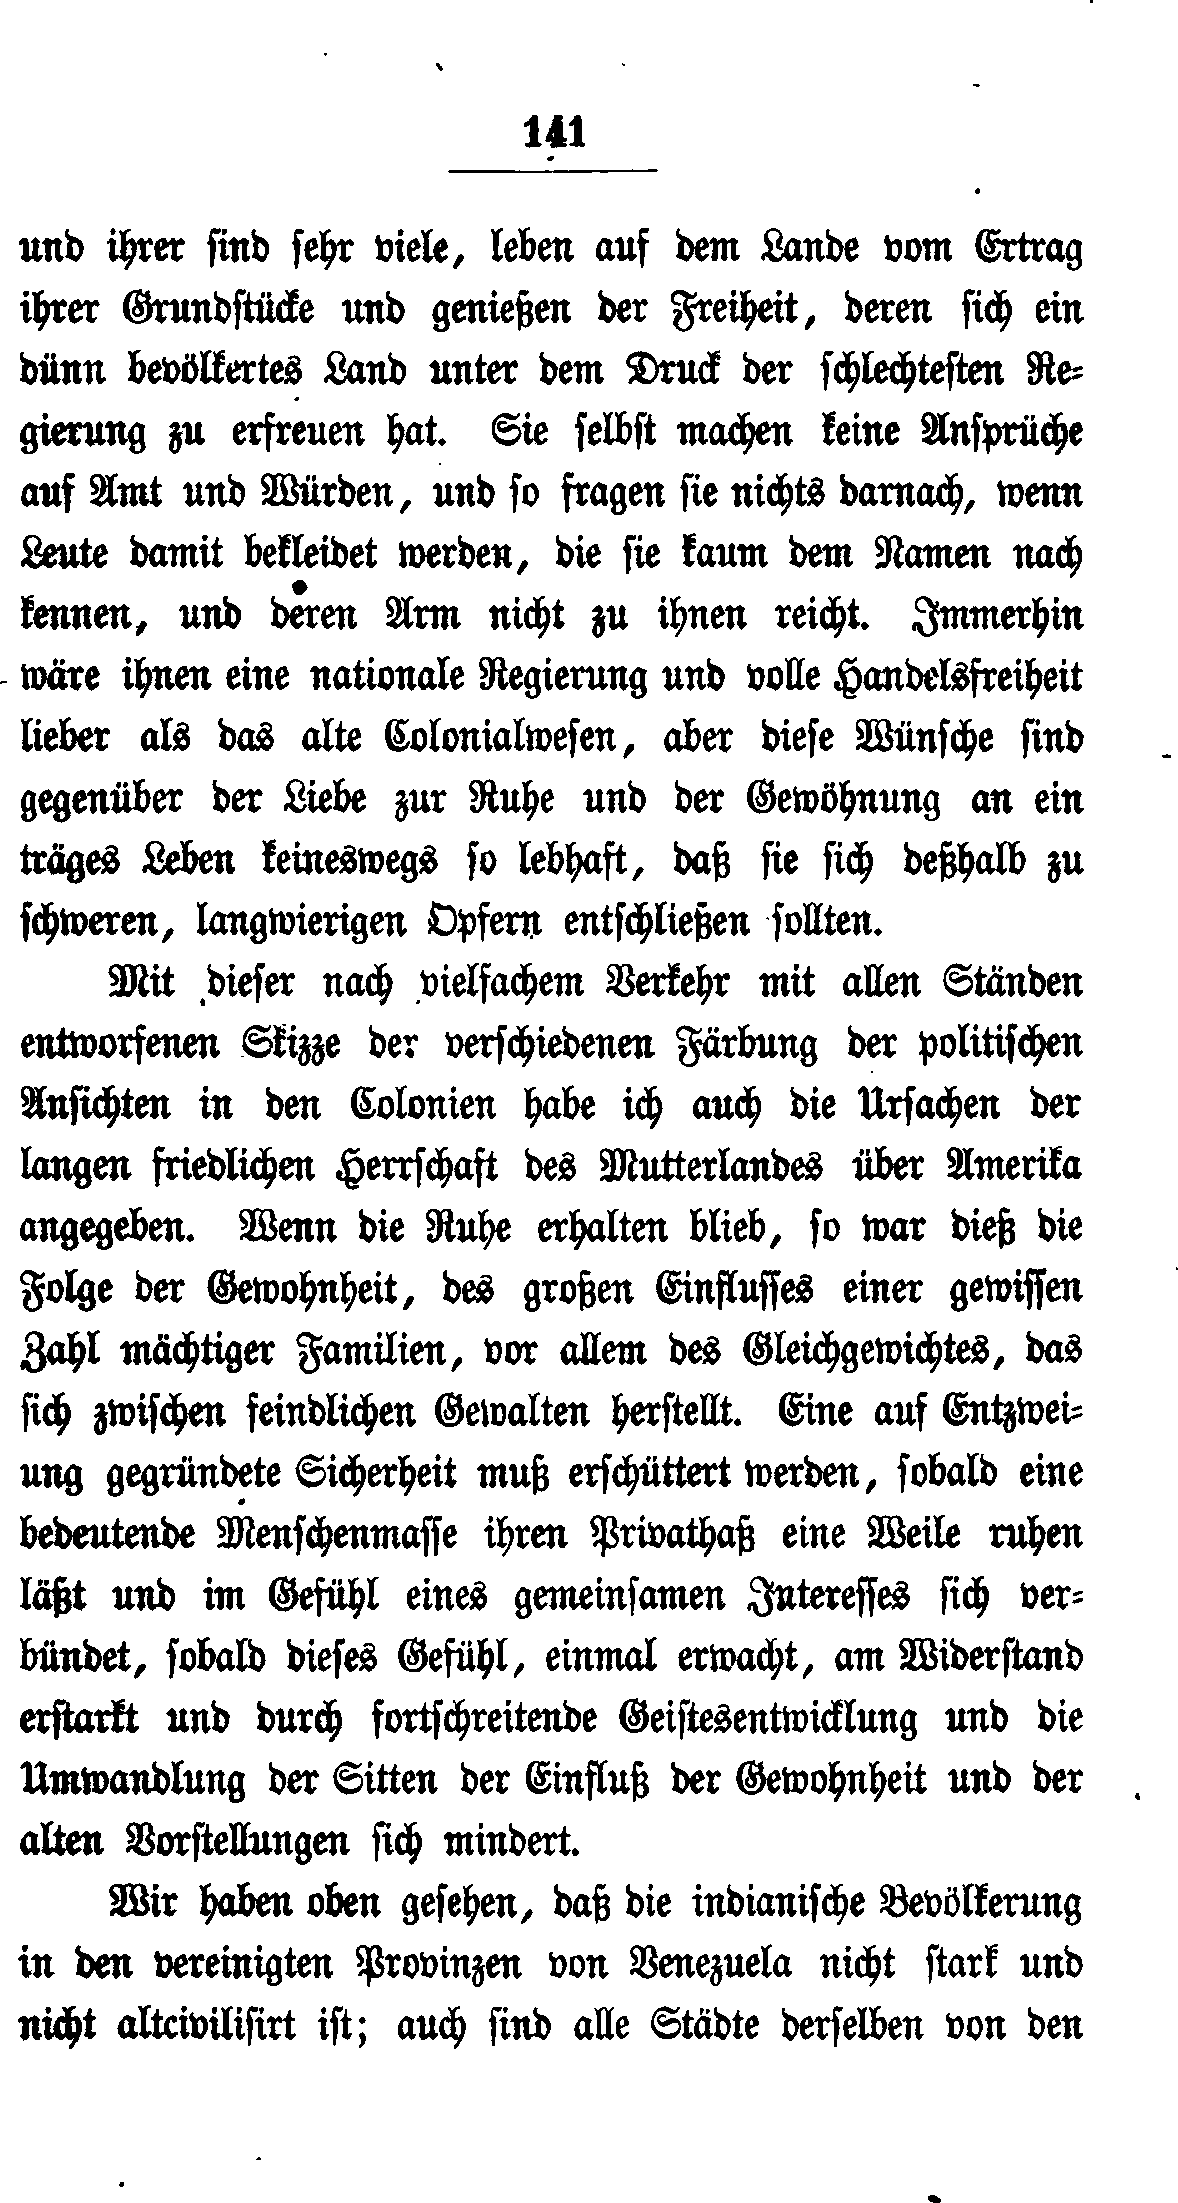 141
und ihrer sind sehr viele, leben auf dem Lande vom Ertrag
ihrer Grundstücke und genießen der Freiheit, deren sich ein
dünn bevölkertes Land unter dem Druck der schlechtesten Re-
gierung zu erfreuen hat. Sie selbst machen keine Ansprüche
auf Amt und Würden, und so fragen sie nichts darnach, wenn
Leute damit bekleidet werden, die sie kaum dem Namen nach
kennen, und deren Arm nicht zu ihnen reicht. Immerhin
wäre ihnen eine nationale Regierung und volle Handelsfreiheit
lieber als das alte Colonialwesen, aber diese Wünsche sind
gegenüber der Liebe zur Ruhe und der Gewöhnung an ein
träges Leben keineswegs so lebhaft, daß sie sich deßhalb zu
schweren, langwierigen Opfern entschließen sollten.
Mit dieser nach vielfachem Verkehr mit allen Ständen
entworfenen Skizze der verschiedenen Färbung der politischen
Ansichten in den Colonien habe ich auch die Ursachen der
langen friedlichen Herrschaft des Mutterlandes über Amerika
angegeben. Wenn die Ruhe erhalten blieb, so war dieß die
Folge der Gewohnheit, des großen Einflusses einer gewissen
Zahl mächtiger Familien, vor allem des Gleichgewichtes, das
sich zwischen feindlichen Gewalten herstellt. Eine auf Entzwei-
ung gegründete Sicherheit muß erschüttert werden, sobald eine
bedeutende Menschenmasse ihren Privathaß eine Weile ruhen
läßt und im Gefühl eines gemeinsamen Interesses sich ver-
bündet, sobald dieses Gefühl, einmal erwacht, am Widerstand
erstarkt und durch fortschreitende Geistesentwicklung und die
Umwandlung der Sitten der Einfluß der Gewohnheit und der
alten Vorstellungen sich mindert.
Wir haben oben gesehen, daß die indianische Bevölkerung
in den vereinigten Provinzen von Venezuela nicht stark und
nicht altcivilisirt ist; auch sind alle Städte derselben von den